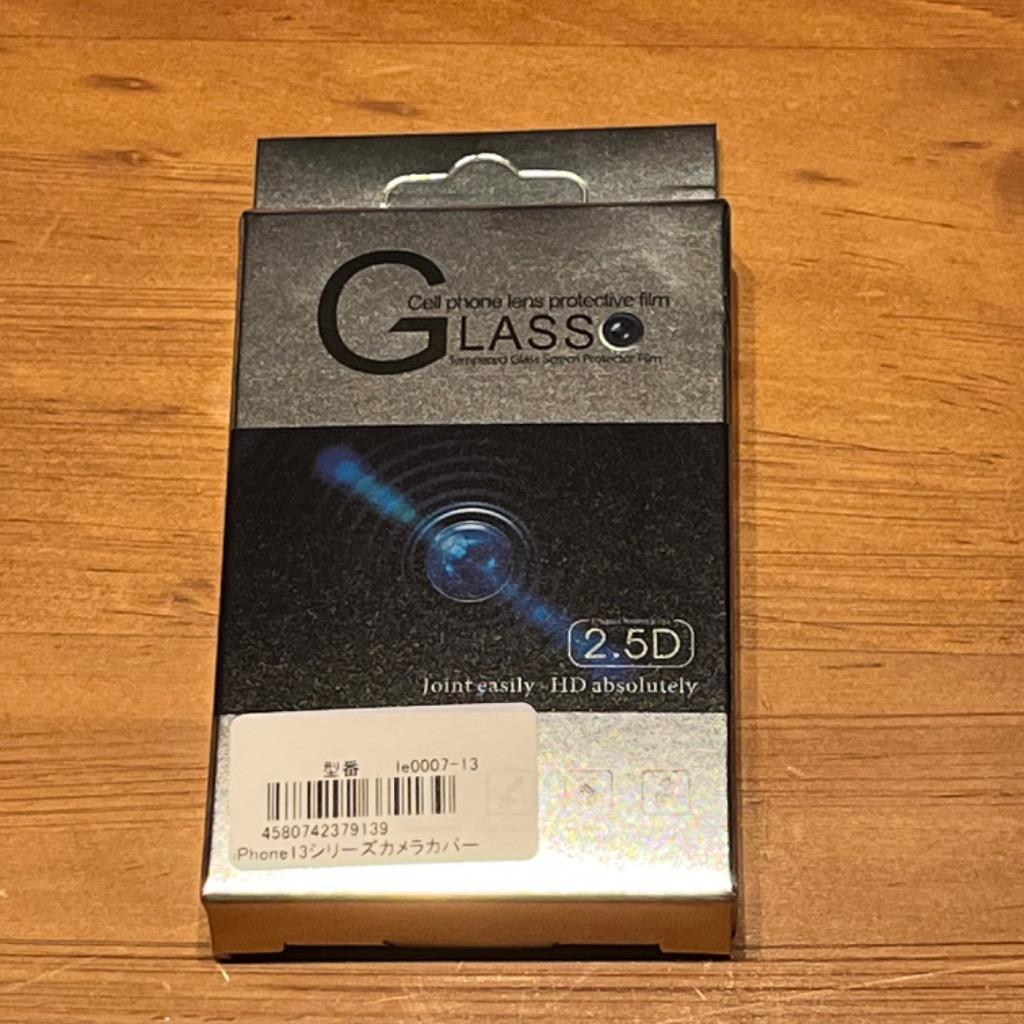 Cell phone lens protective film
GLASS
Tempered Glass Screen Protector Film
2.5D
Joint easily - HD absolutely
型番 le0007-13
4580742379139
iPhone13シリーズカメラカバー